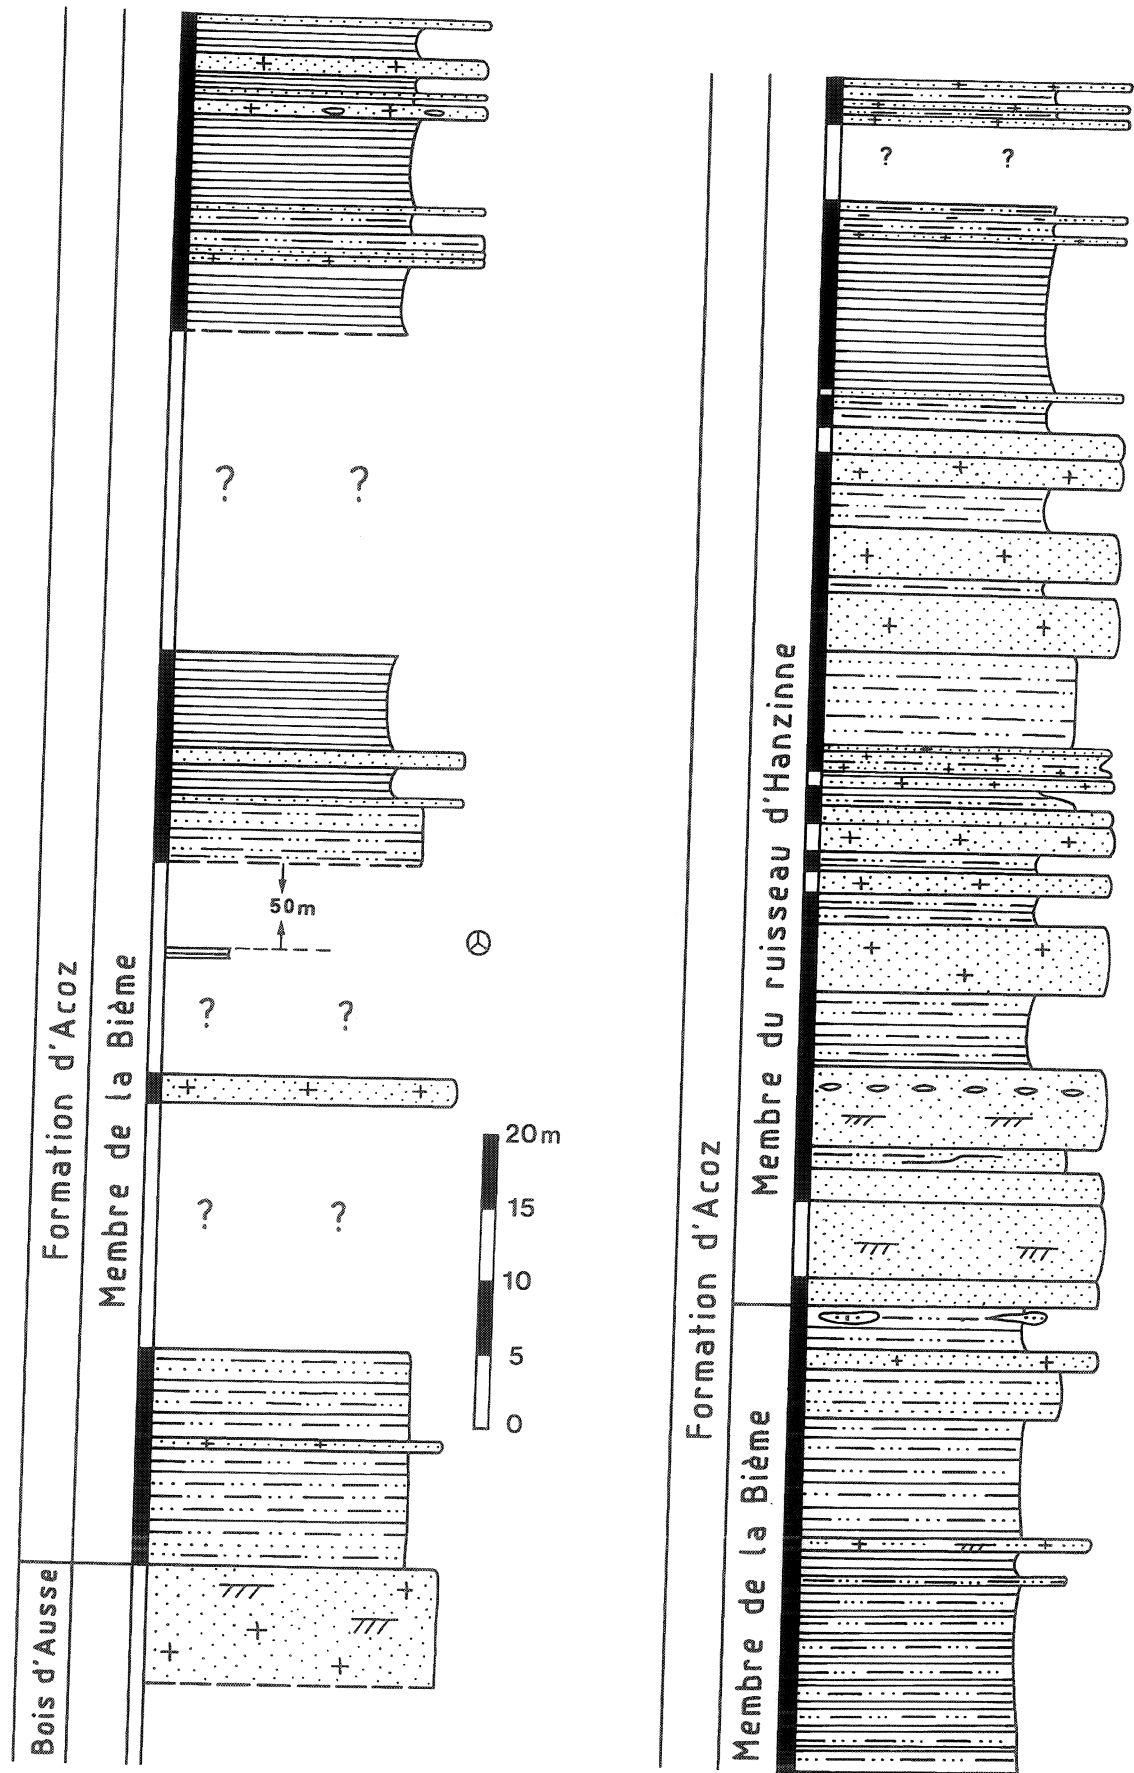 Formation d'Acoz
Membre de la Bième
Bois d'Ausse
?
?
50m
?
?
?
?
20m
15
10
5
0
Formation d'Acoz
Membre du ruisseau d'Hanzinne
Membre de la Bième
?
?